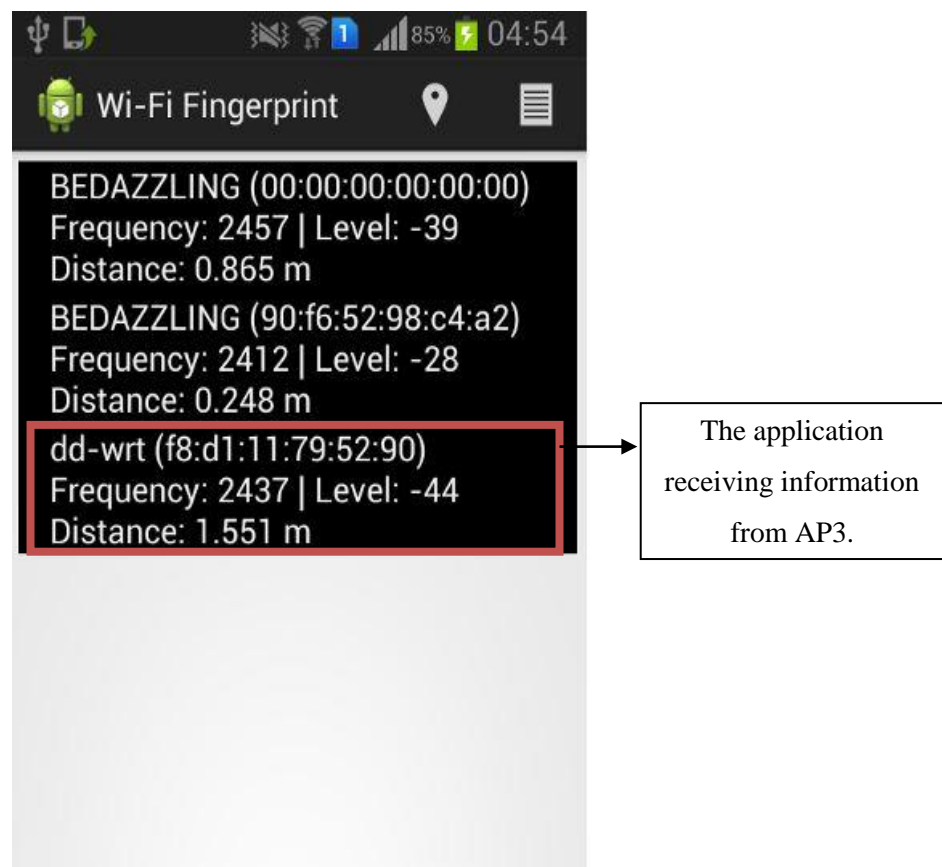 1 85% 04:54
Wi-Fi Fingerprint
BEDAZZLING (00:00:00:00:00:00)
Frequency: 2457 | Level: -39
Distance: 0.865 m
BEDAZZLING (90:f6:52:98:c4:a2)
Frequency: 2412 | Level: -28
Distance: 0.248 m
dd-wrt (f8:d1:11:79:52:90)
Frequency: 2437 | Level: -44
Distance: 1.551 m
The application
receiving information
from AP3.